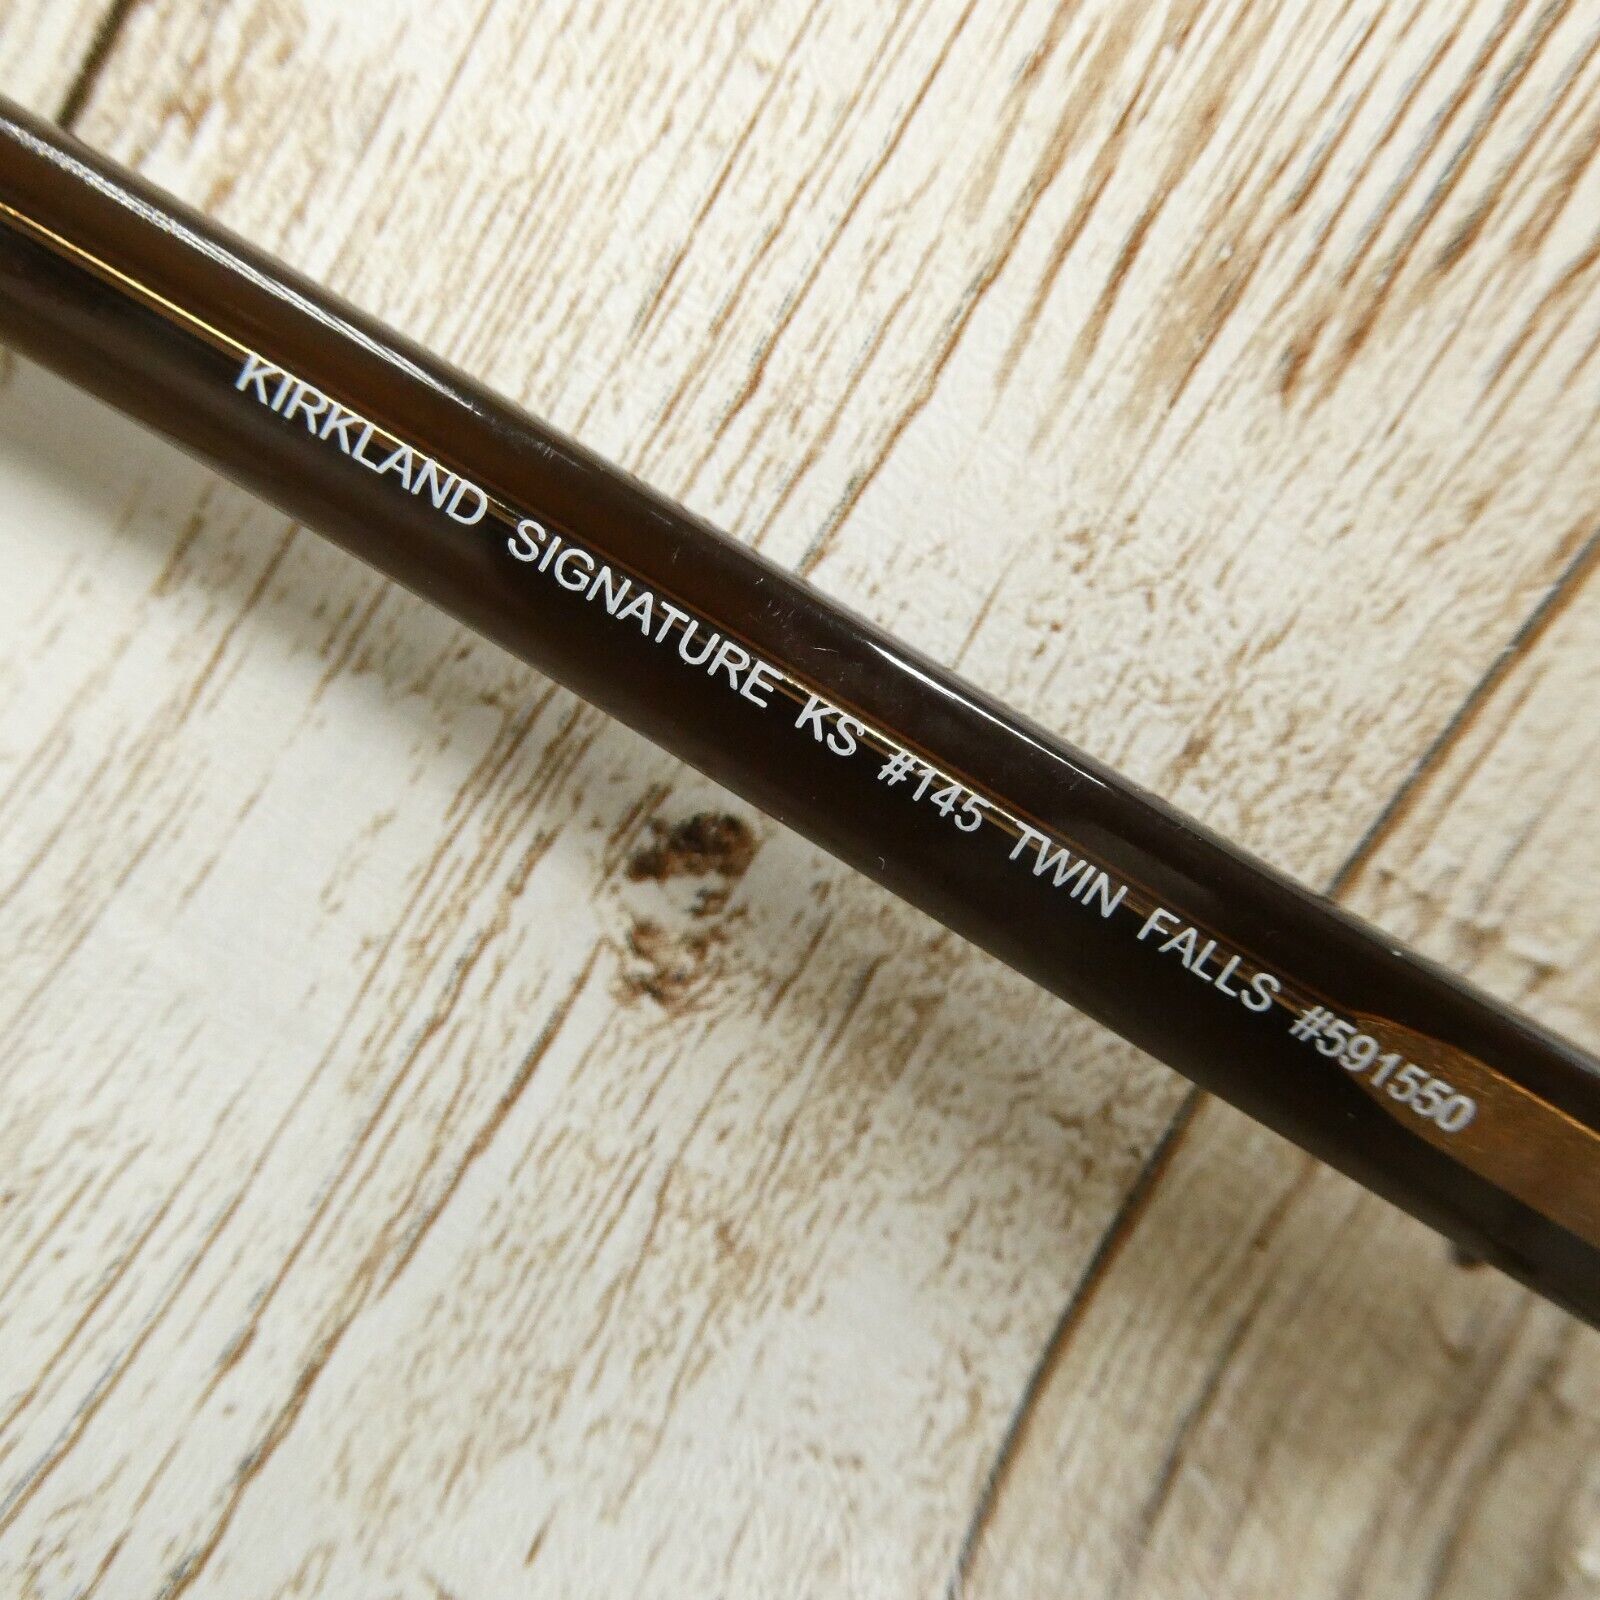 KIRKLAND SIGNATURE KS #145 TWIN FALLS #591550